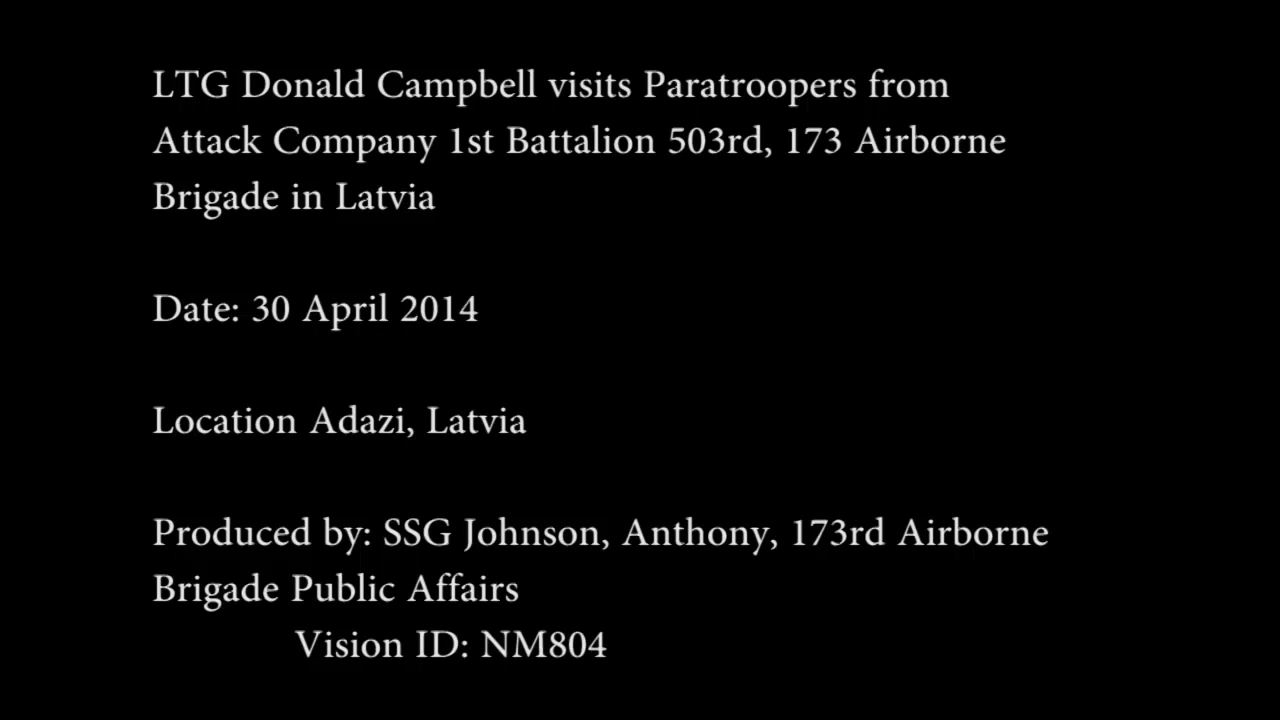 LTG Donald Campbell visits Paratroopers from
Attack Company 1st Battalion 503rd, 173 Airborne
Brigade in Latvia
Date: 30 April 2014
Location Adazi, Latvia
Produced by: SSG Johnson, Anthony, 173rd Airborne
Brigade Public Affairs
Vision ID: NM804